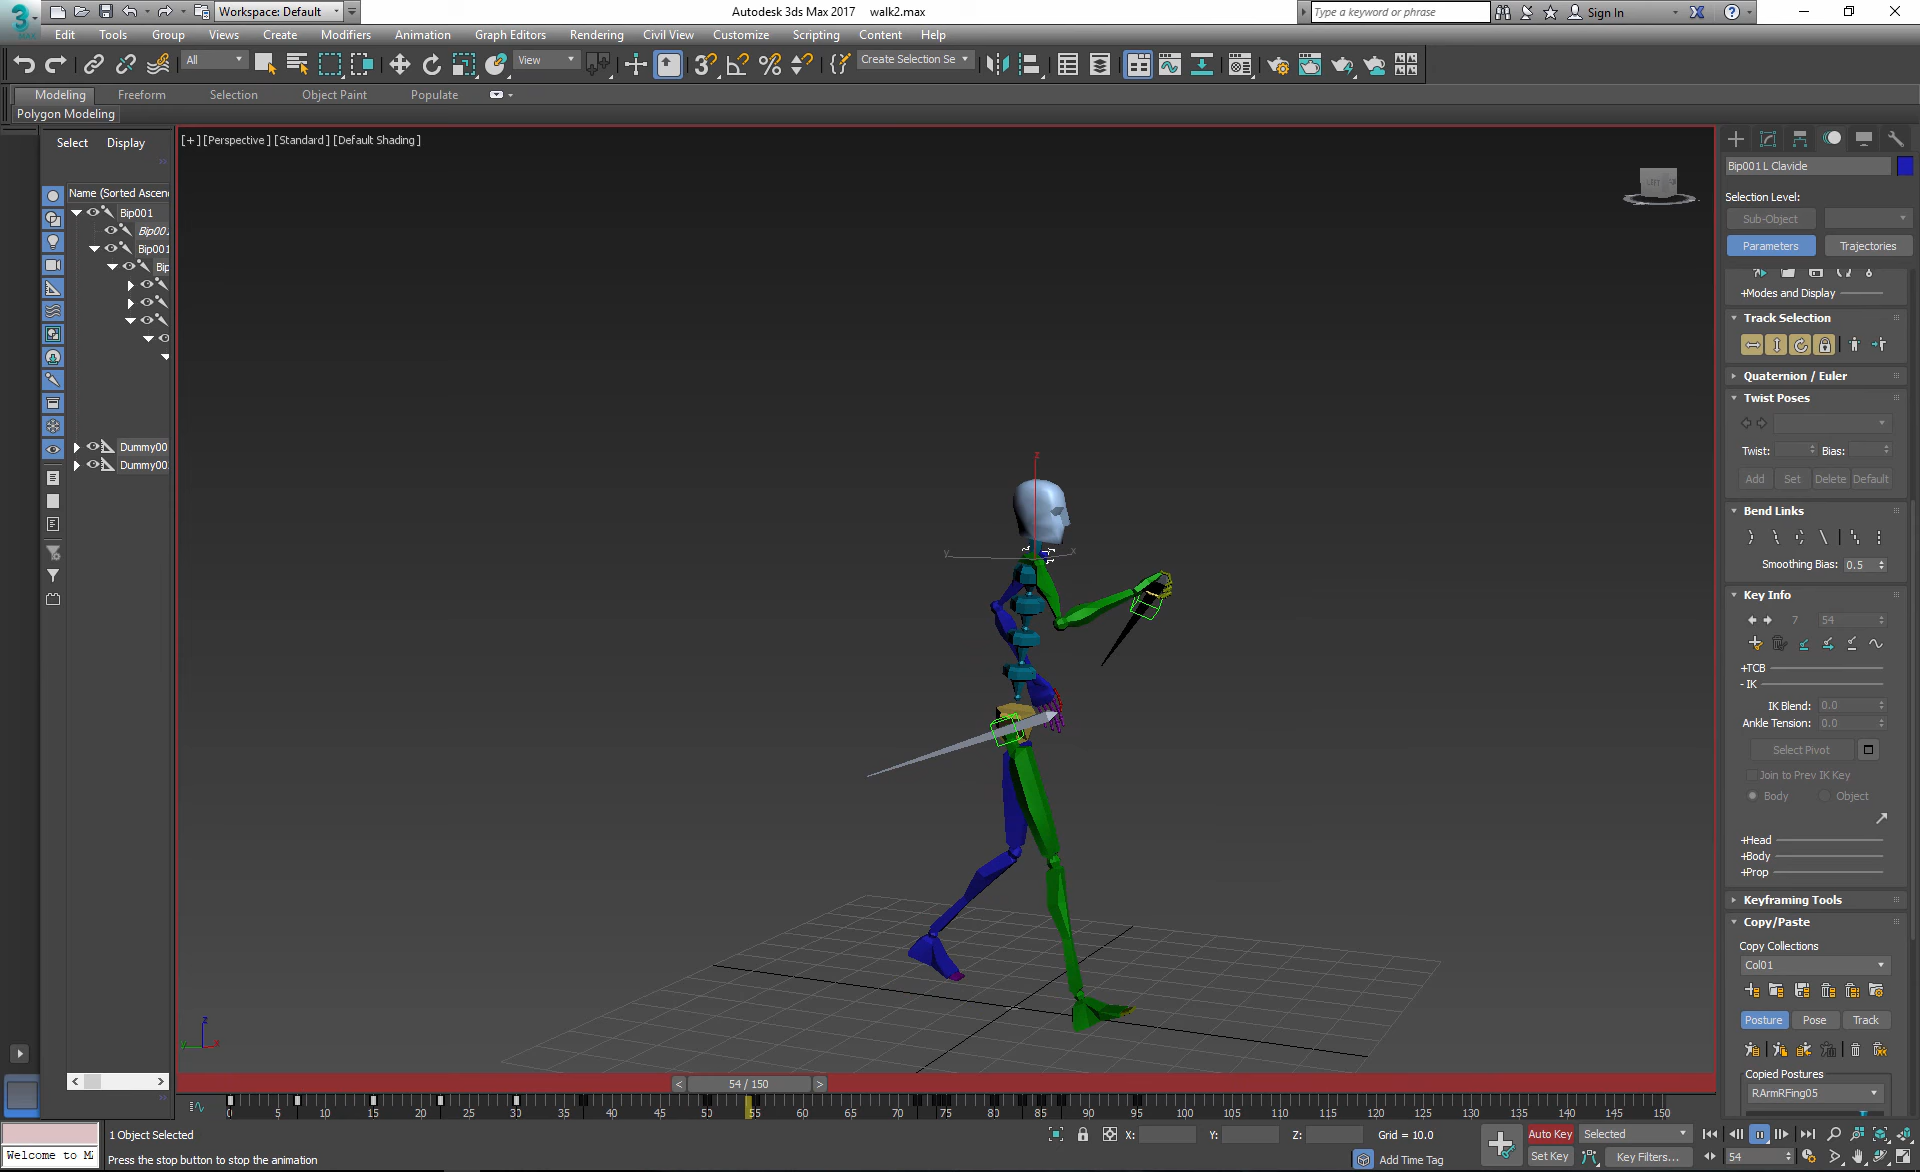 Workspace: Default
Autodesk 3ds Max 2017    walk2.max
Type a keyword or phrase
Sign In
MAX
Edit Tools Group Views Create Modifiers Animation Graph Editors Rendering Civil View Customize Scripting Content Help
All
View
Create Selection Se
Modeling Freeform Selection Object Paint Populate
Polygon Modeling
Select Display
[+] [Perspective ] [Standard ] [Default Shading ]
Name (Sorted Ascen
Bip001
Bip00
Bip001
Bip
Dummy00
Dummy00
z
y
x
LEFT
Bip001 L Clavicle
Selection Level:
Sub-Object
Parameters Trajectories
+Modes and Display
Track Selection
Quaternion / Euler
Twist Poses
Twist: Bias:
Add Set Delete Default
Bend Links
Smoothing Bias: 0.5
Key Info
7 54
+TCB
- IK
IK Blend: 0.0
Ankle Tension: 0.0
Select Pivot
Join to Prev IK Key
Body Object
+Head
+Body
+Prop
Keyframing Tools
Copy/Paste
Copy Collections
Col01
Posture Pose Track
Copied Postures
RArmRFing05
z
y
x
< 54 / 150 >
0 5 10 15 20 25 30 35 40 45 50 55 60 65 70 75 80 85 90 95 100 105 110 115 120 125 130 135 140 145 150
1 Object Selected
X: Y: Z: Grid = 10.0
Auto Key Selected
Welcome to M
Press the stop button to stop the animation
Add Time Tag
Set Key Key Filters...
54